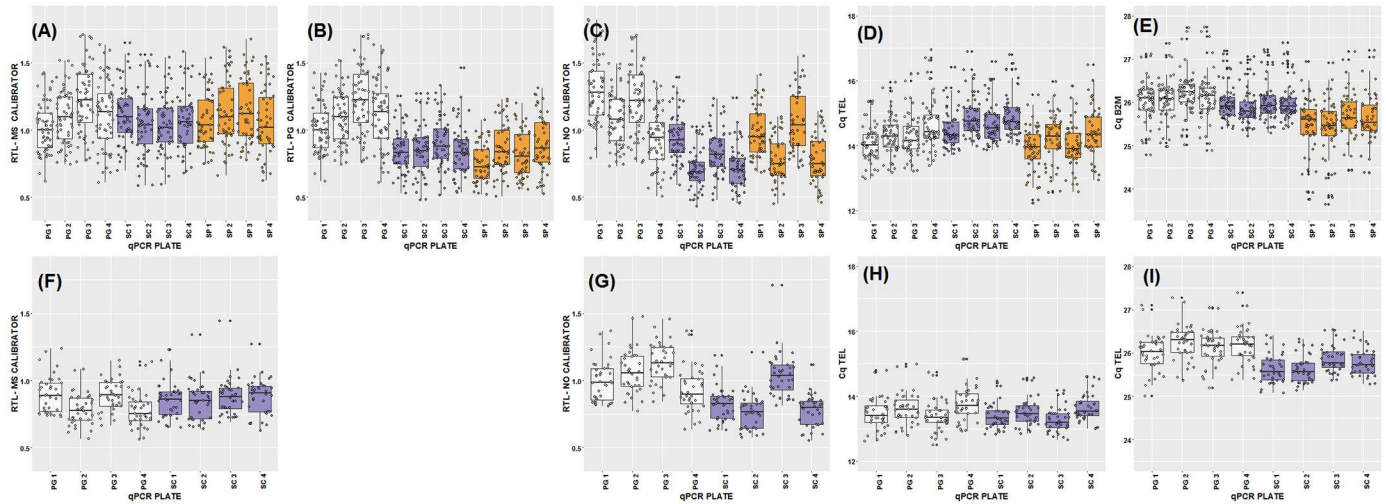 (A)
RTL- MS CALIBRATOR
1.5
1.0
0.5
PG 1 PG 2 PG 3 PG 4 SC 1 SC 2 SC 3 SC 4 SP 1 SP 2 SP 3 SP 4
qPCR PLATE
(B)
RTL- PG CALIBRATOR
1.5
1.0
0.5
PG 1 PG 2 PG 3 PG 4 SC 1 SC 2 SC 3 SC 4 SP 1 SP 2 SP 3 SP 4
qPCR PLATE
(C)
RTL- NO CALIBRATOR
1.5
1.0
0.5
PG 1 PG 2 PG 3 PG 4 SC 1 SC 2 SC 3 SC 4 SP 1 SP 2 SP 3 SP 4
qPCR PLATE
(D)
Cq TEL
18
16
14
12
PG 1 PG 2 PG 3 PG 4 SC 1 SC 2 SC 3 SC 4 SP 1 SP 2 SP 3 SP 4
qPCR PLATE
(E)
Cq B2M
28
27
26
25
24
PG 1 PG 2 PG 3 PG 4 SC 1 SC 2 SC 3 SC 4 SP 1 SP 2 SP 3 SP 4
qPCR PLATE
(F)
RTL- MS CALIBRATOR
1.5
1.0
0.5
PG 1 PG 2 PG 3 PG 4 SC 1 SC 2 SC 3 SC 4
qPCR PLATE
(G)
RTL- NO CALIBRATOR
1.5
1.0
0.5
PG 1 PG 2 PG 3 PG 4 SC 1 SC 2 SC 3 SC 4
qPCR PLATE
(H)
Cq TEL
18
16
14
12
PG 1 PG 2 PG 3 PG 4 SC 1 SC 2 SC 3 SC 4
qPCR PLATE
(I)
Cq TEL
28
27
26
25
24
PG 1 PG 2 PG 3 PG 4 SC 1 SC 2 SC 3 SC 4
qPCR PLATE